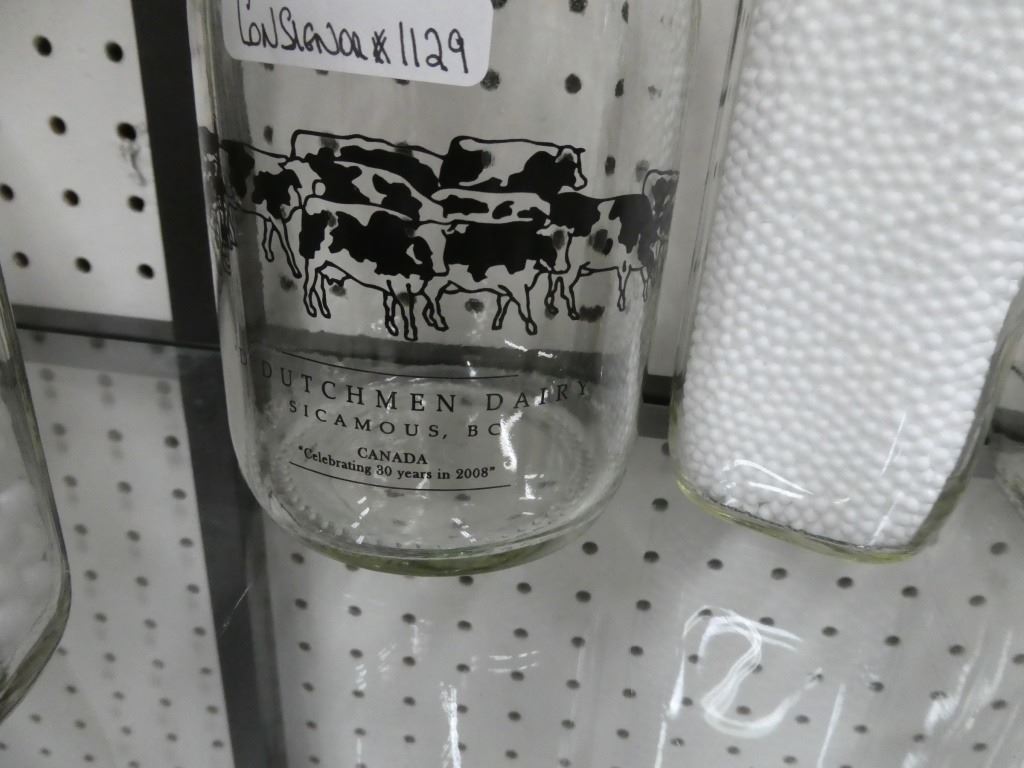 CONSIGNOR # 1129
D DUTCHMEN DAIRY
SICAMOUS, BC
CANADA
"Celebrating 30 years in 2008"